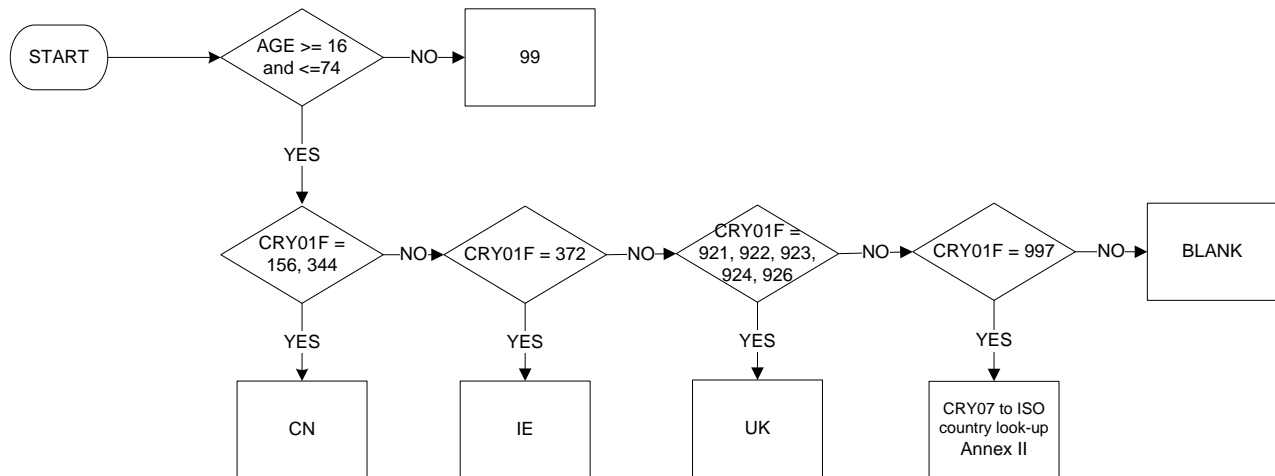 START
AGE >= 16
and <=74
NO
99
YES
CRY01F =
156, 344
NO
CRY01F = 372
NO
CRY01F =
921, 922, 923,
924, 926
NO
CRY01F = 997
NO
BLANK
YES
YES
YES
YES
CN
IE
UK
CRY07 to ISO
country look-up
Annex II